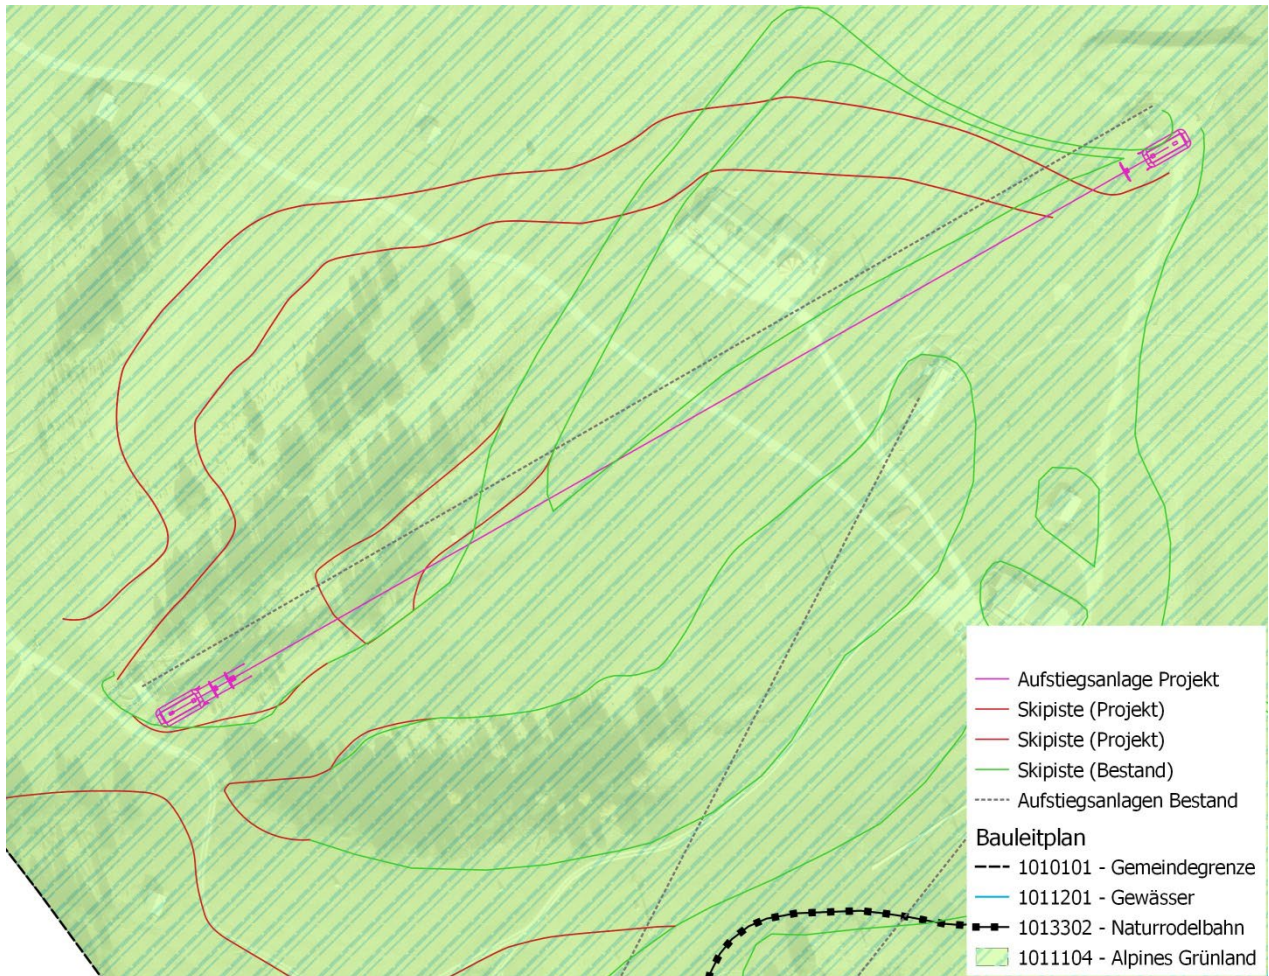 Aufstiegsanlage Projekt
Skipiste (Projekt)
Skipiste (Projekt)
Skipiste (Bestand)
Aufstiegsanlagen Bestand
Bauleitplan
1010101 - Gemeindegrenze
1011201 - Gewässer
1013302 - Naturrodelbahn
1011104 - Alpines Grünland